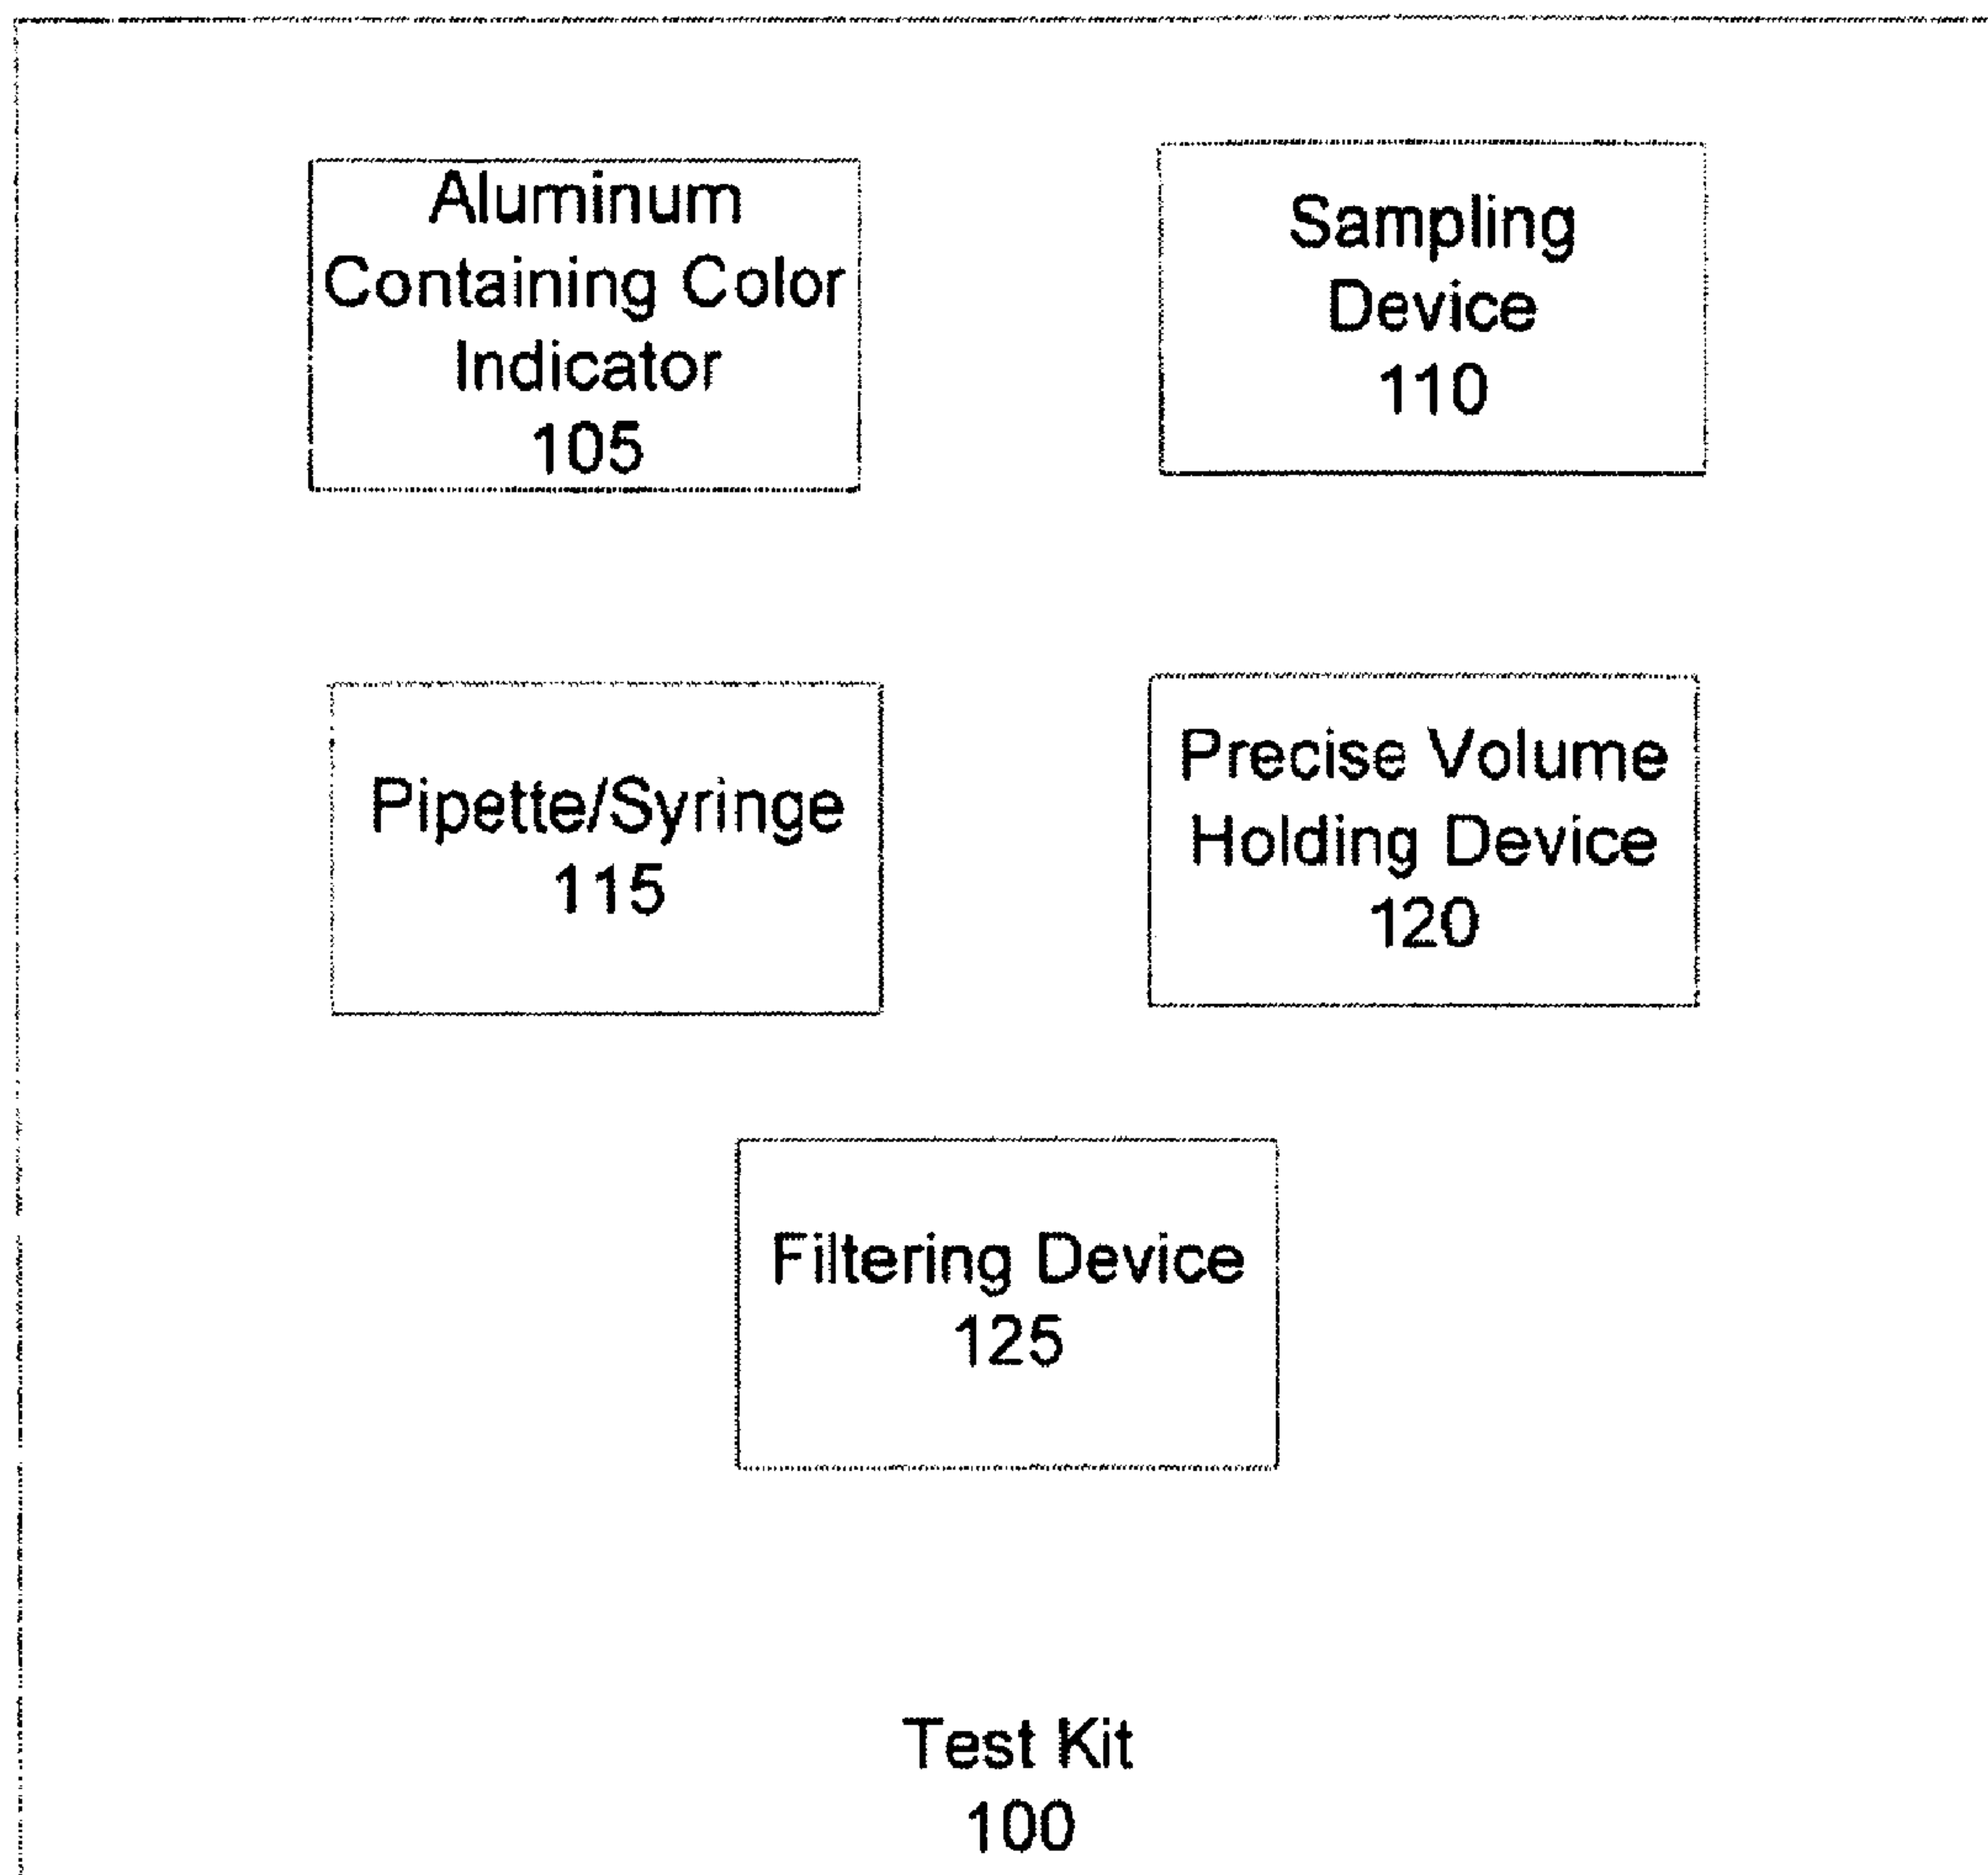 Aluminum
Containing Color
Indicator
105
Sampling
Device
110
Pipette/Syringe
115
Precise Volume
Holding Device
120
Filtering Device
125
Test Kit
100